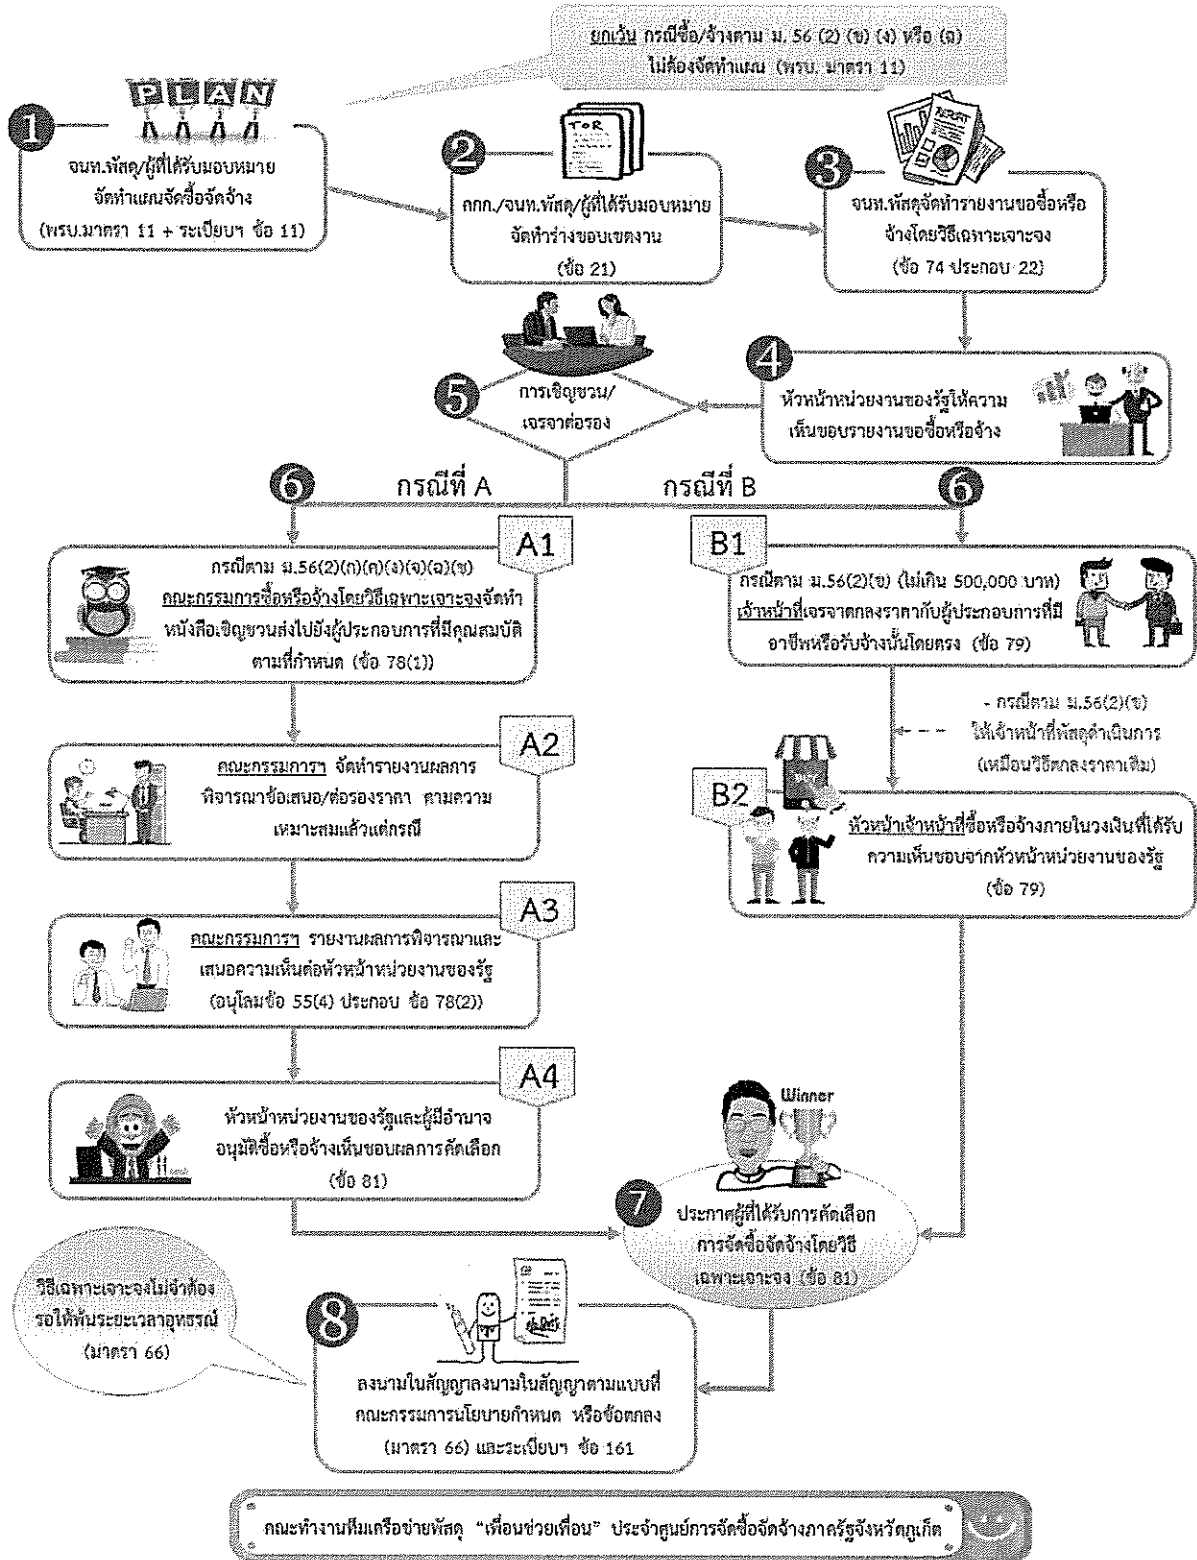 ยกเว้น กรณีซื้อ/จ้างตาม ม. 56 (2) (ข) (ง) หรือ (ฉ)
ไม่ต้องจัดทำแผน (พรบ. มาตรา 11)
PLAN
1
จนท.พัสดุ/ผู้ที่ได้รับมอบหมาย
จัดทำแผนจัดซื้อจัดจ้าง
(พรบ.มาตรา 11 + ระเบียบฯ ข้อ 11)
TOR
2
กกก./จนท.พัสดุ/ผู้ที่ได้รับมอบหมาย
จัดทำร่างขอบเขตงาน
(ข้อ 21)
REPORT
3
จนท.พัสดุจัดทำรายงานขอซื้อหรือ
จ้างโดยวิธีเฉพาะเจาะจง
(ข้อ 74 ประกอบ 22)
4
หัวหน้าหน่วยงานของรัฐให้ความ
เห็นชอบรายงานขอซื้อหรือจ้าง
5
การเชิญชวน/
เจรจาต่อรอง
6
กรณีที่ A
กรณีที่ B
6
A1
กรณีตาม ม.56(2)(ก)(ค)(ง)(จ)(ฉ)(ช)
คณะกรรมการซื้อหรือจ้างโดยวิธีเฉพาะเจาะจงจัดทำ
หนังสือเชิญชวนส่งไปยังผู้ประกอบการที่มีคุณสมบัติ
ตามที่กำหนด (ข้อ 78(1))
B1
กรณีตาม ม.56(2)(ข) (ไม่เกิน 500,000 บาท)
เจ้าหน้าที่เจรจาตกลงราคากับผู้ประกอบการที่มี
อาชีพหรือรับจ้างนั้นโดยตรง (ข้อ 79)
- กรณีตาม ม.56(2)(ข)
ให้เจ้าหน้าที่พัสดุดำเนินการ
(เหมือนวิธีตกลงราคาเดิม)
A2
คณะกรรมการฯ จัดทำรายงานผลการ
พิจารณาข้อเสนอ/ต่อรองราคา ตามความ
เหมาะสมแล้วแต่กรณี
B2
หัวหน้าเจ้าหน้าที่ซื้อหรือจ้างภายในวงเงินที่ได้รับ
ความเห็นชอบจากหัวหน้าหน่วยงานของรัฐ
(ข้อ 79)
A3
คณะกรรมการฯ รายงานผลการพิจารณาและ
เสนอความเห็นต่อหัวหน้าหน่วยงานของรัฐ
(อนุโลมข้อ 55(4) ประกอบ ข้อ 78(2))
A4
หัวหน้าหน่วยงานของรัฐและผู้มีอำนาจ
อนุมัติซื้อหรือจ้างเห็นชอบผลการคัดเลือก
(ข้อ 81)
Winner
7
ประกาศผู้ที่ได้รับการคัดเลือก
การจัดซื้อจัดจ้างโดยวิธี
เฉพาะเจาะจง (ข้อ 81)
วิธีเฉพาะเจาะจงไม่จำต้อง
รอให้พ้นระยะเวลาอุทธรณ์
(มาตรา 66)
8
ลงนามในสัญญาลงนามในสัญญาตามแบบที่
คณะกรรมการนโยบายกำหนด หรือข้อตกลง
(มาตรา 66) และระเบียบฯ ข้อ 161
คณะทำงานทีมเครือข่ายพัสดุ “เพื่อนช่วยเพื่อน” ประจำศูนย์การจัดซื้อจัดจ้างภาครัฐจังหวัดภูเก็ต